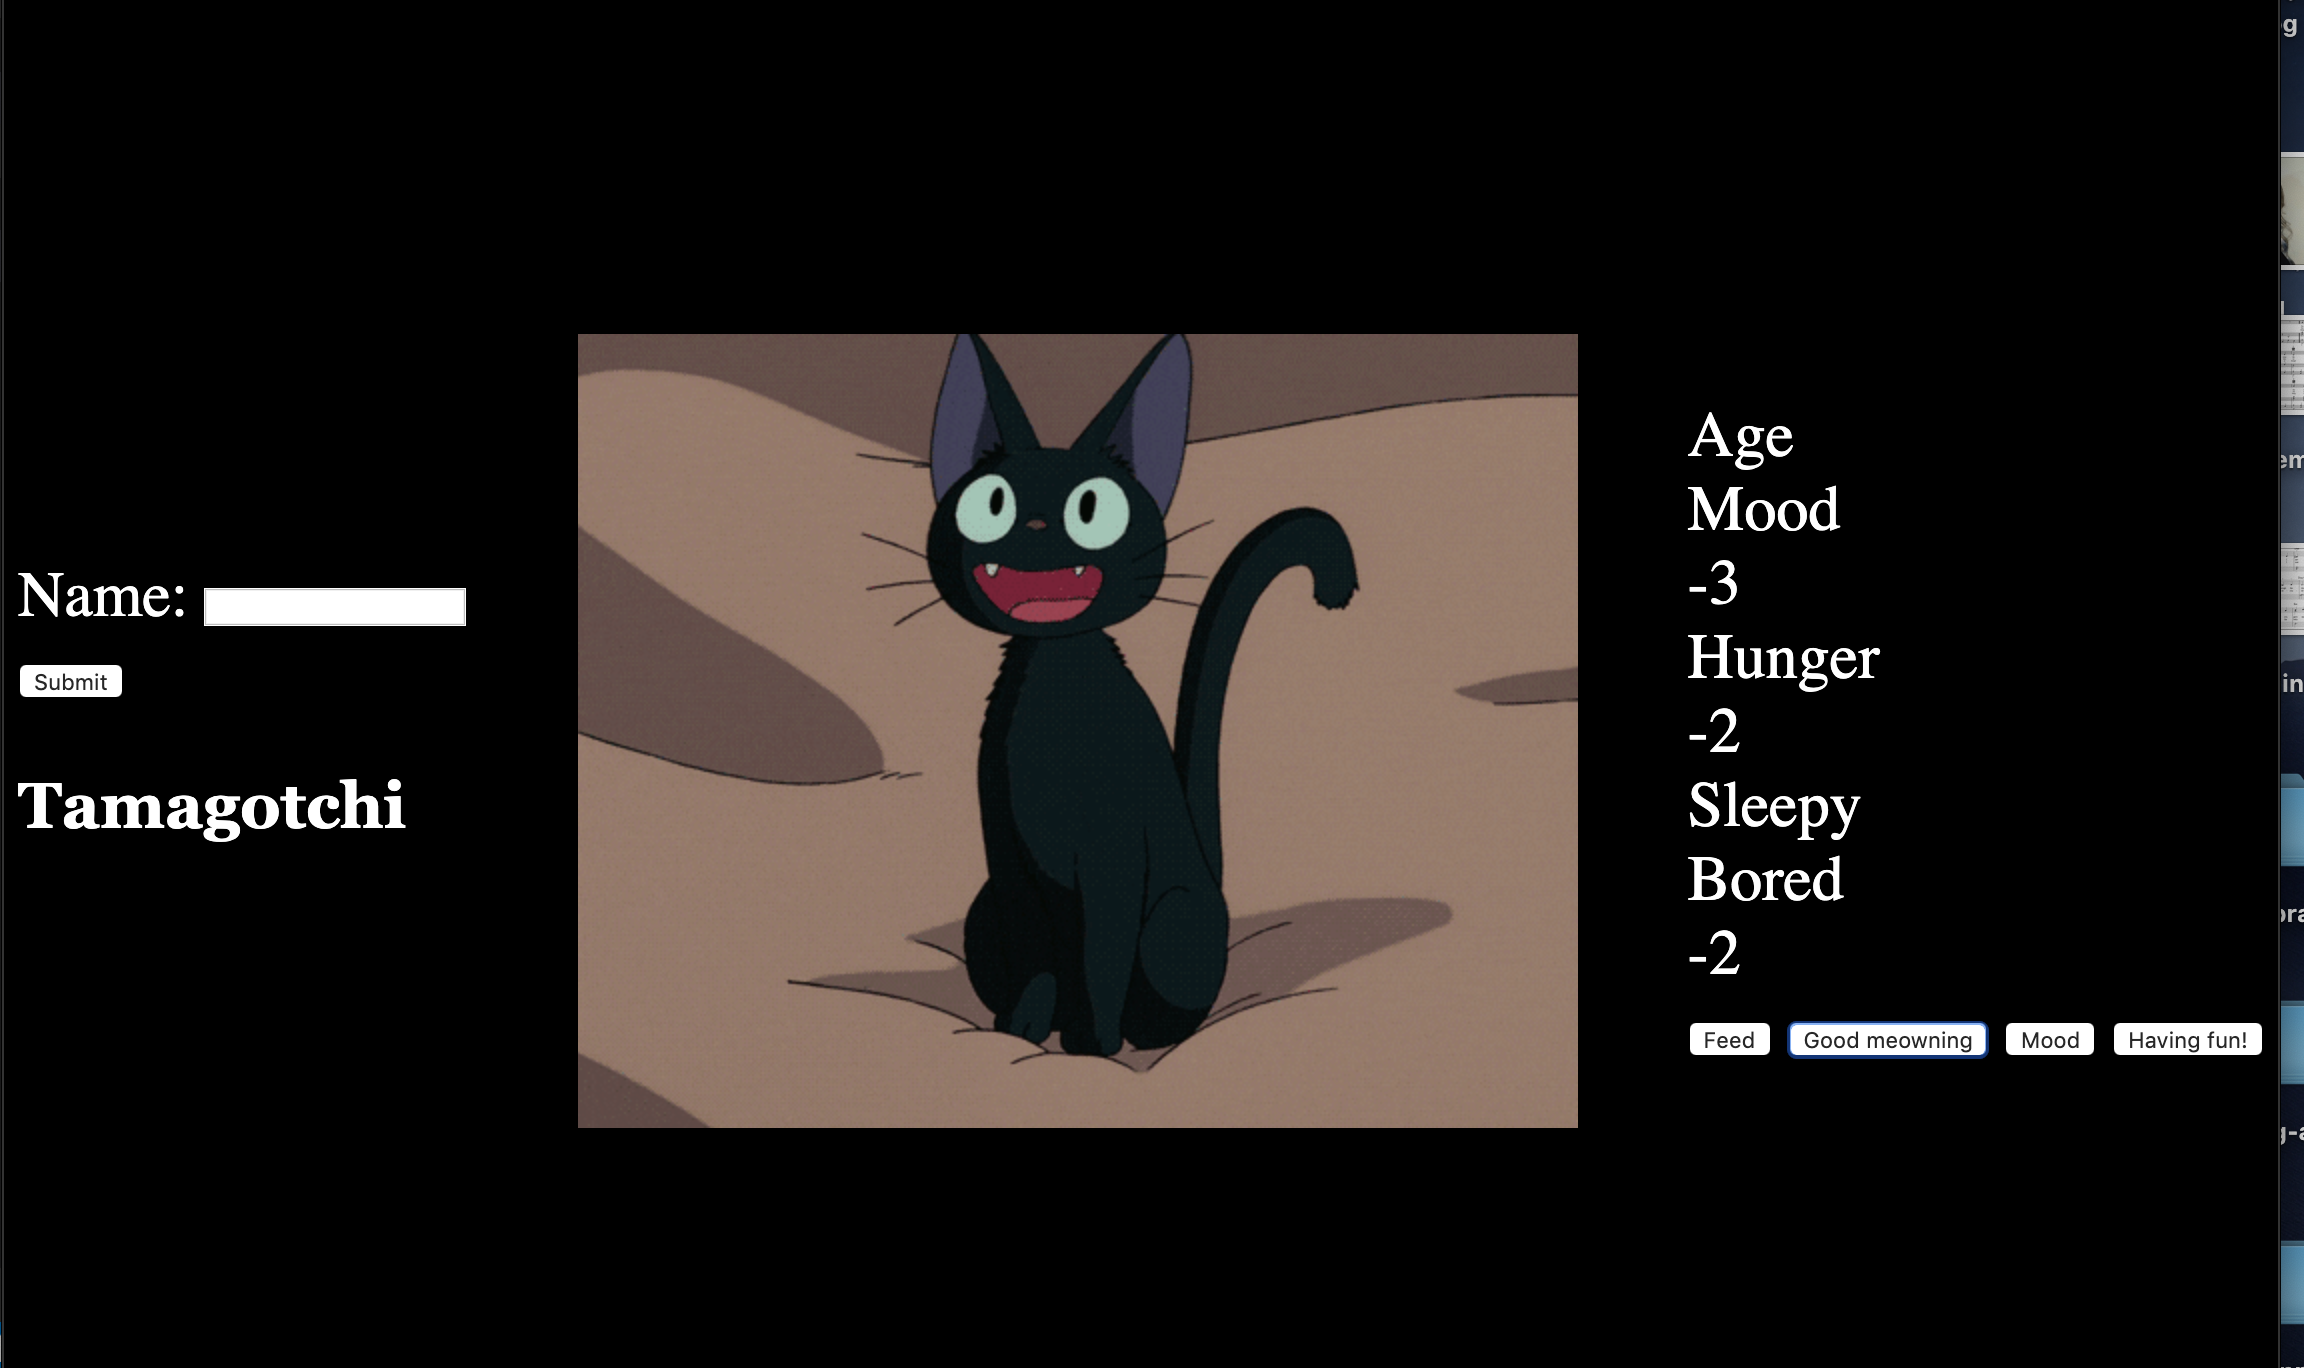 Name:
Submit
Tamagotchi
Age
Mood
-3
Hunger
-2
Sleepy
Bored
-2
Feed Good meowning Mood Having fun!